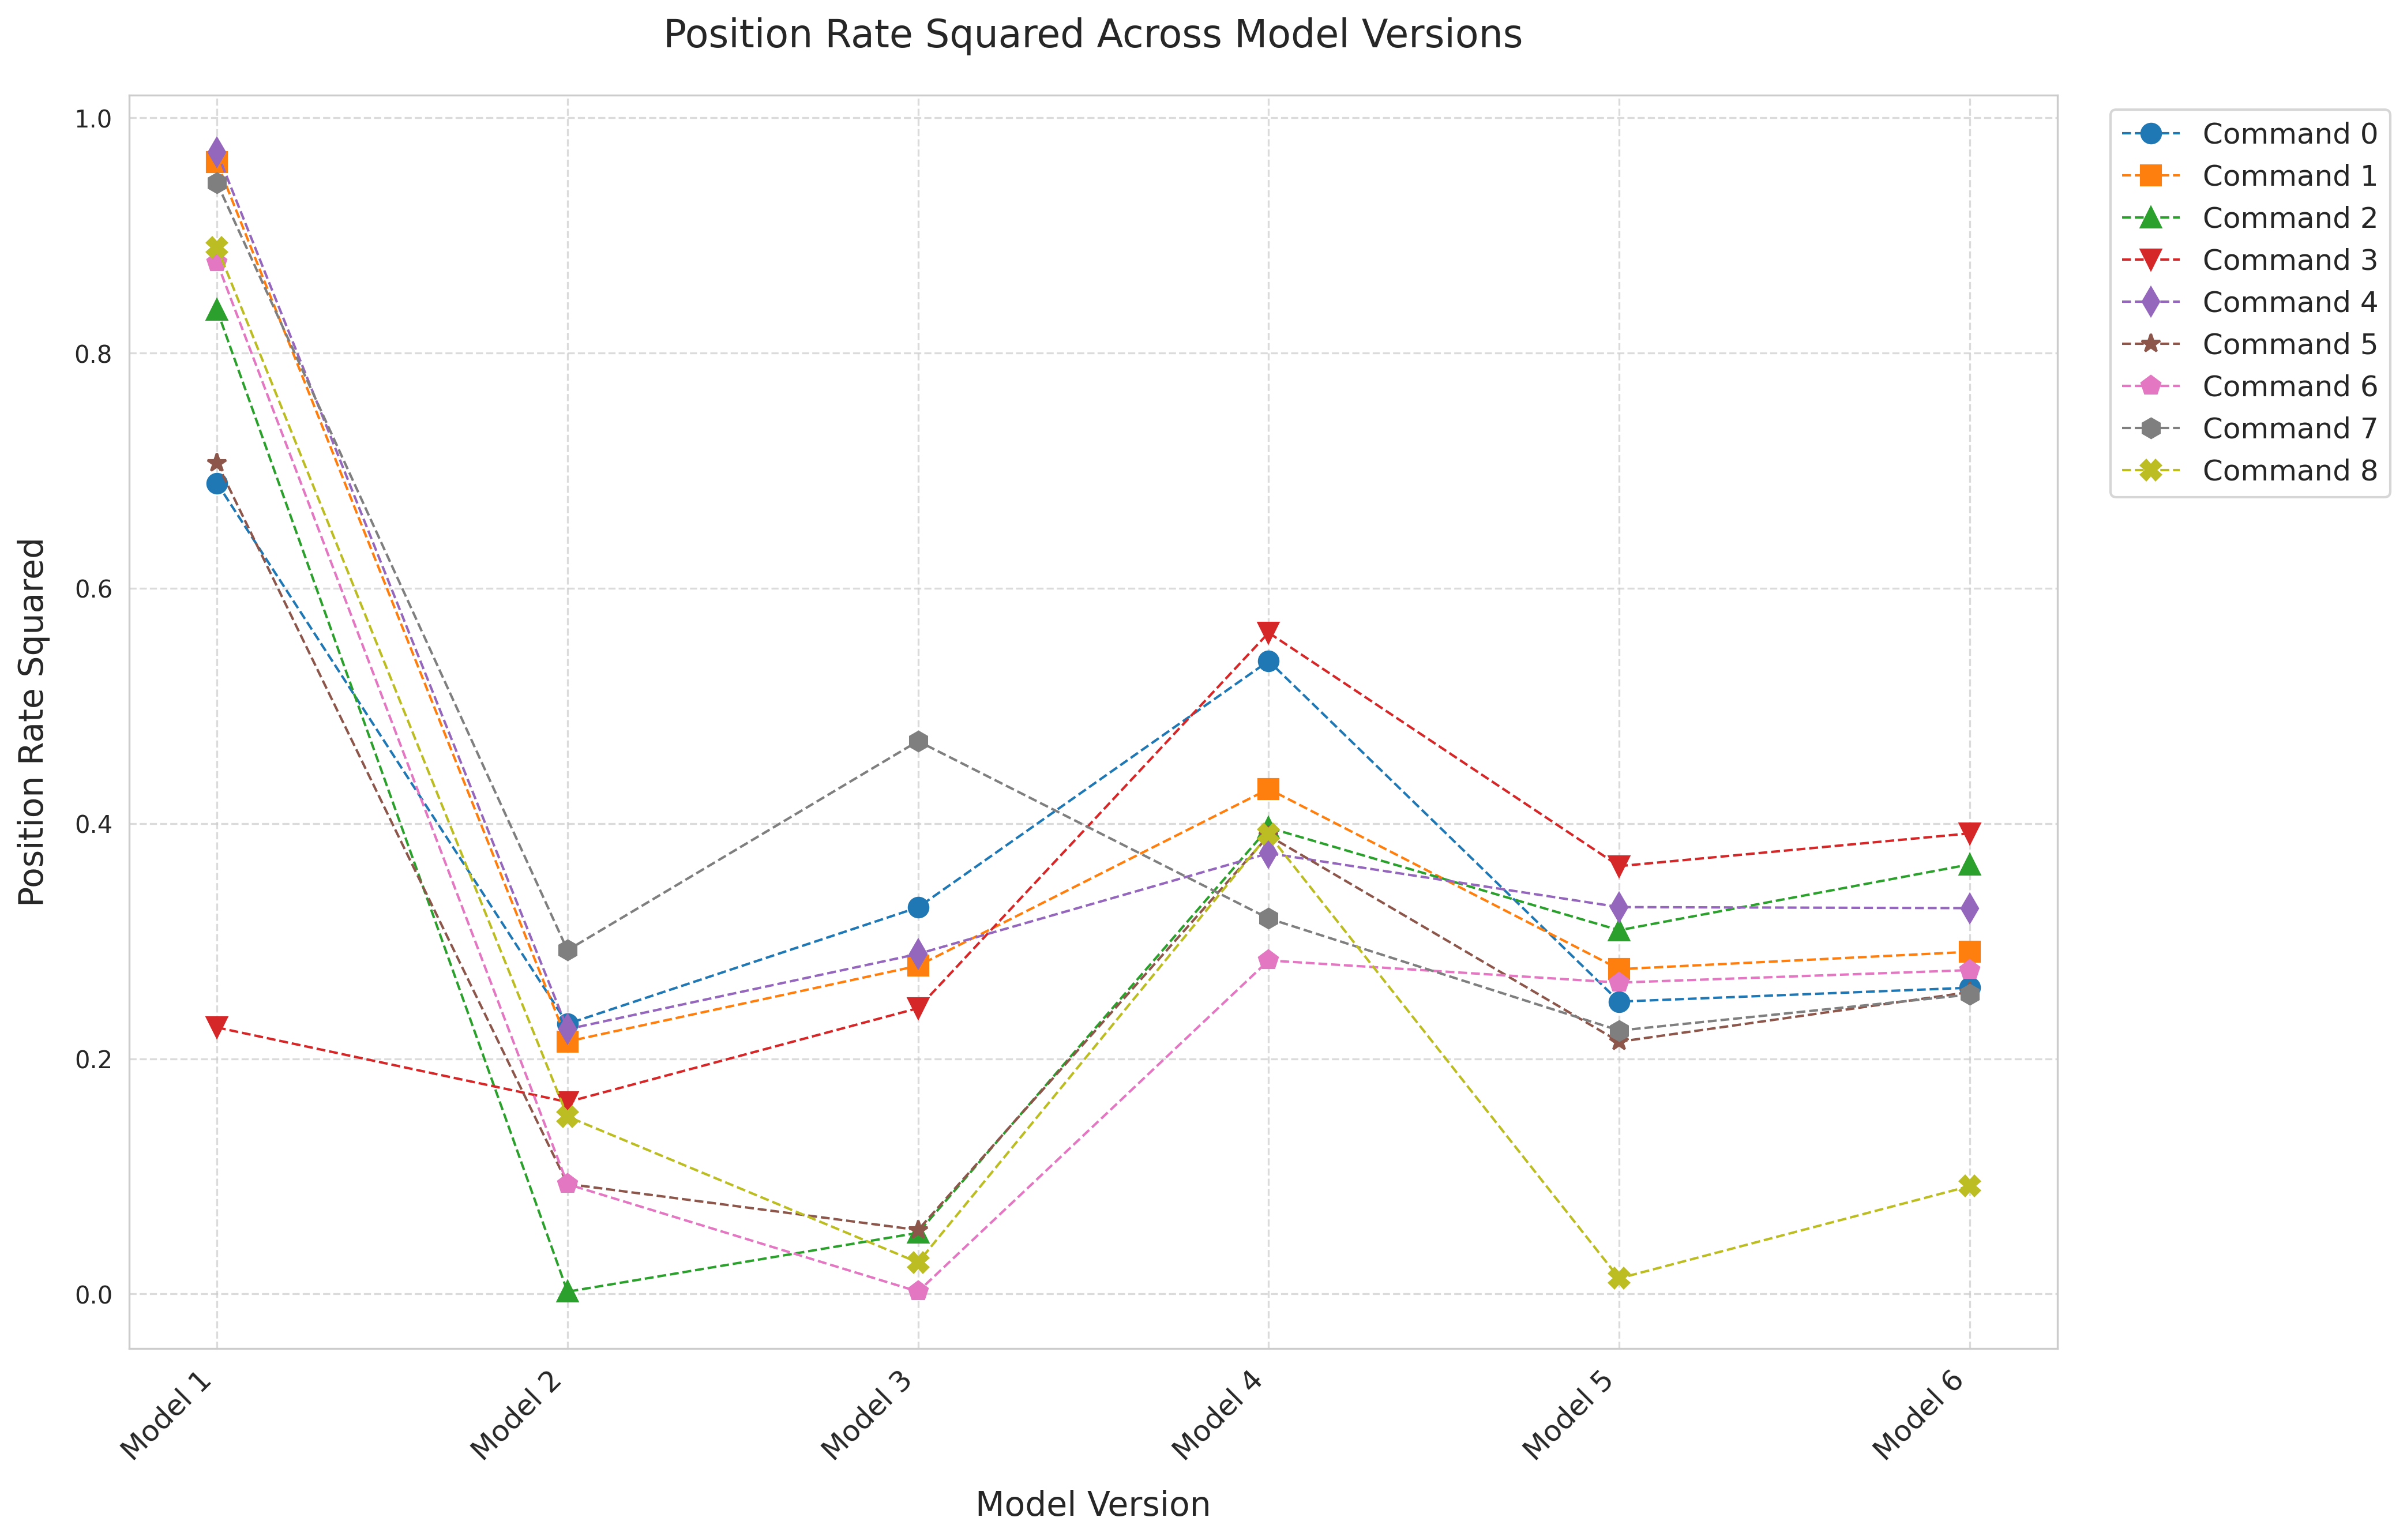 Position Rate Squared Across Model Versions
1.0
0.8
0.6
0.4
0.2
0.0
Position Rate Squared
Model 1
Model 2
Model 3
Model 4
Model 5
Model 6
Model Version
Command 0
Command 1
Command 2
Command 3
Command 4
Command 5
Command 6
Command 7
Command 8